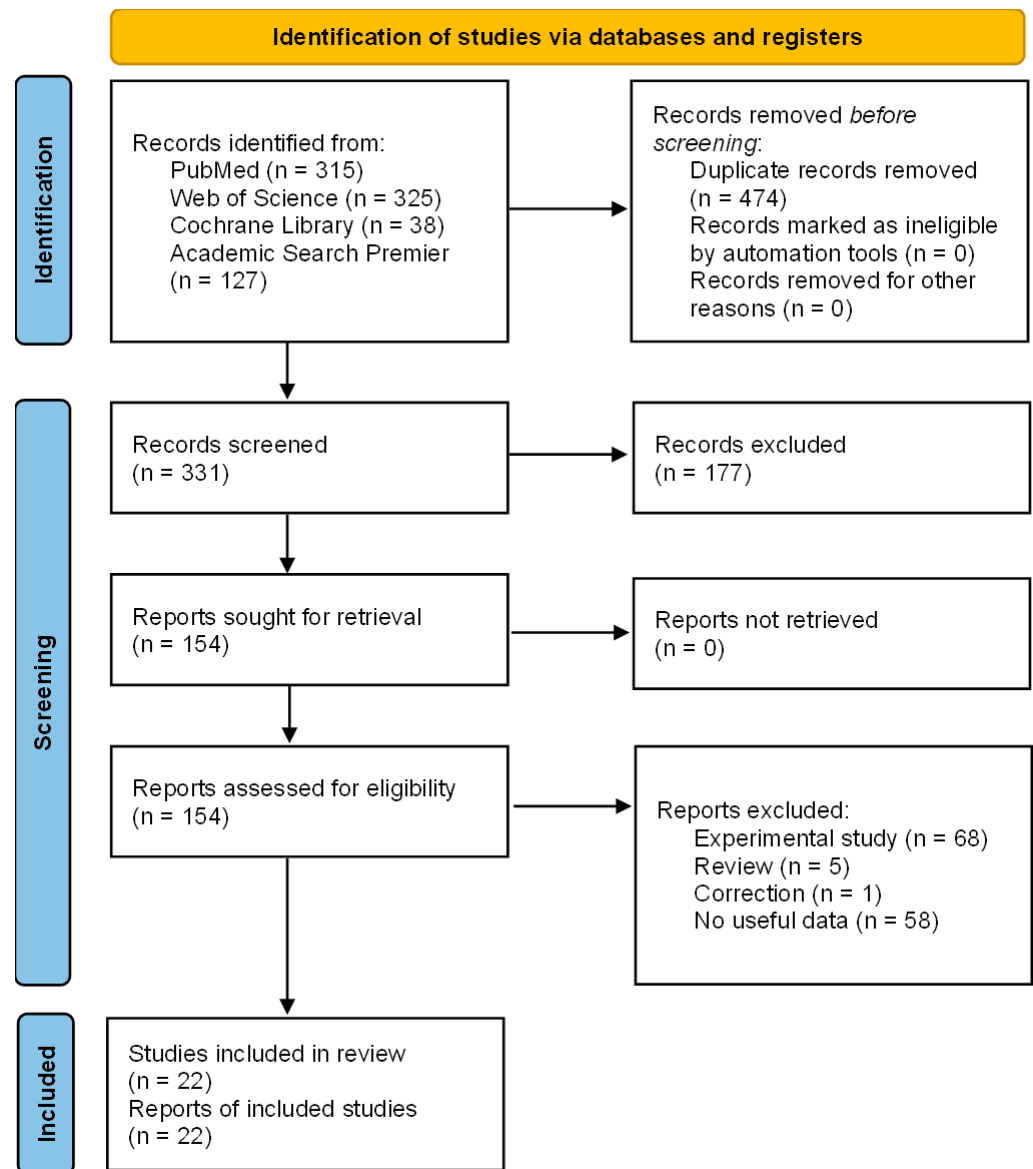 Identification of studies via databases and registers
Identification
Records identified from:
PubMed (n = 315)
Web of Science (n = 325)
Cochrane Library (n = 38)
Academic Search Premier
(n = 127)
Records removed before
screening:
Duplicate records removed
(n = 474)
Records marked as ineligible
by automation tools (n = 0)
Records removed for other
reasons (n = 0)
Screening
Records screened
(n = 331)
Records excluded
(n = 177)
Reports sought for retrieval
(n = 154)
Reports not retrieved
(n = 0)
Reports assessed for eligibility
(n = 154)
Reports excluded:
Experimental study (n = 68)
Review (n = 5)
Correction (n = 1)
No useful data (n = 58)
Included
Studies included in review
(n = 22)
Reports of included studies
(n = 22)